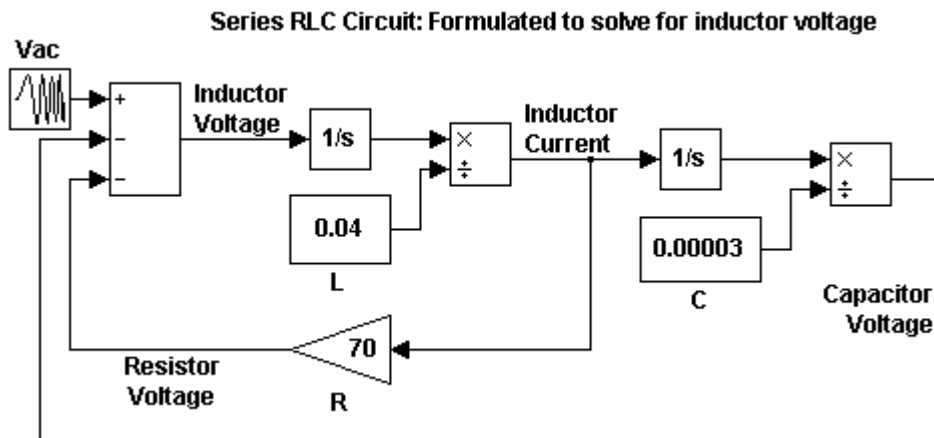 Series RLC Circuit: Formulated to solve for inductor voltage
Vac
+
−
−
Inductor
Voltage
1/s
×
÷
Inductor
Current
1/s
×
÷
0.04
L
0.00003
C
Capacitor
Voltage
70
R
Resistor
Voltage